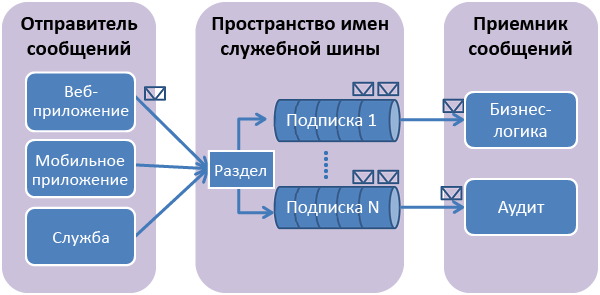 Отправитель
сообщений
Веб-
приложение
Мобильное
приложение
Служба
Пространство имен
служебной шины
Раздел
Подписка 1
Подписка N
Приемник
сообщений
Бизнес-
логика
Аудит